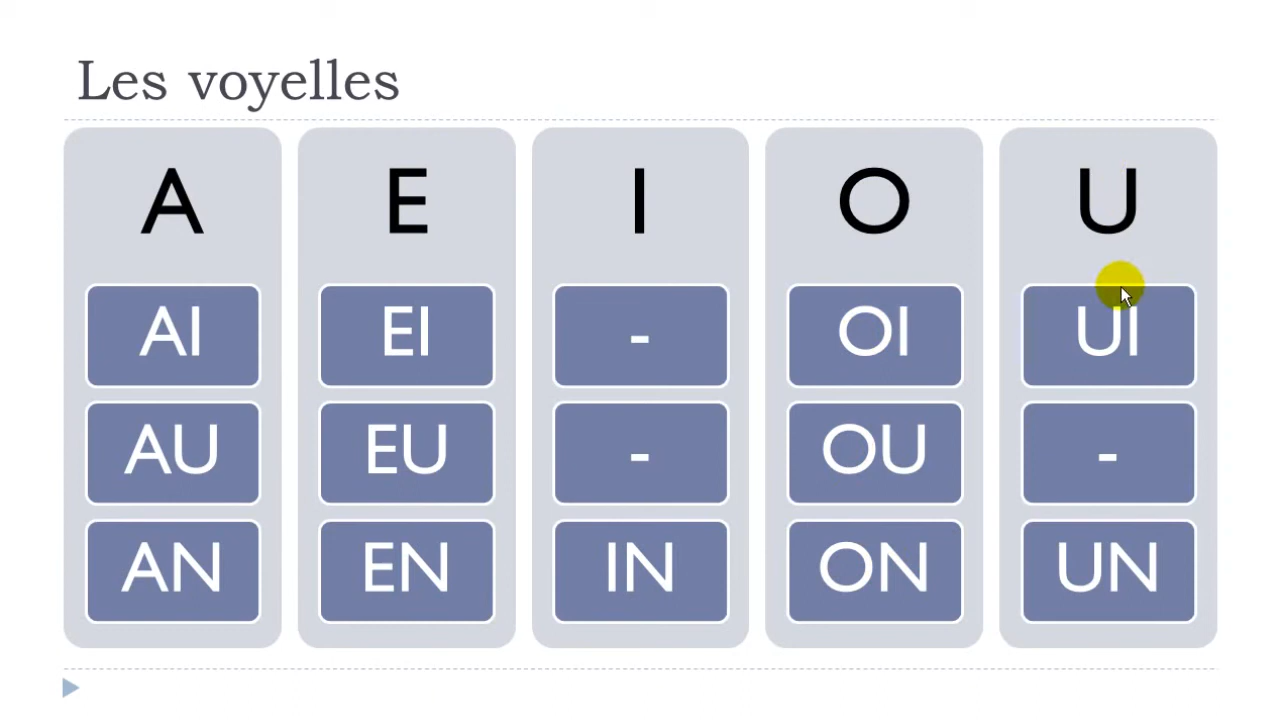 Les voyelles
A E I O U
AI EI - OI UI
AU EU - OU -
AN EN IN ON UN